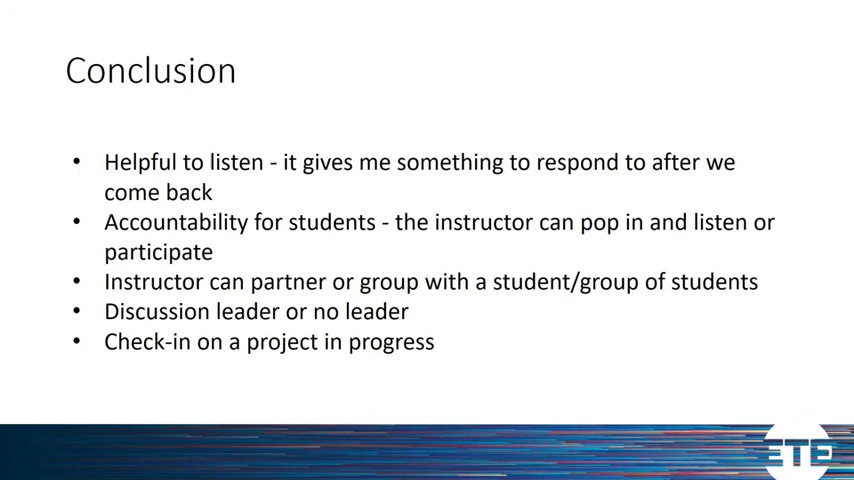 Conclusion
• Helpful to listen - it gives me something to respond to after we
come back
• Accountability for students - the instructor can pop in and listen or
participate
• Instructor can partner or group with a student/group of students
• Discussion leader or no leader
• Check-in on a project in progress
ETE